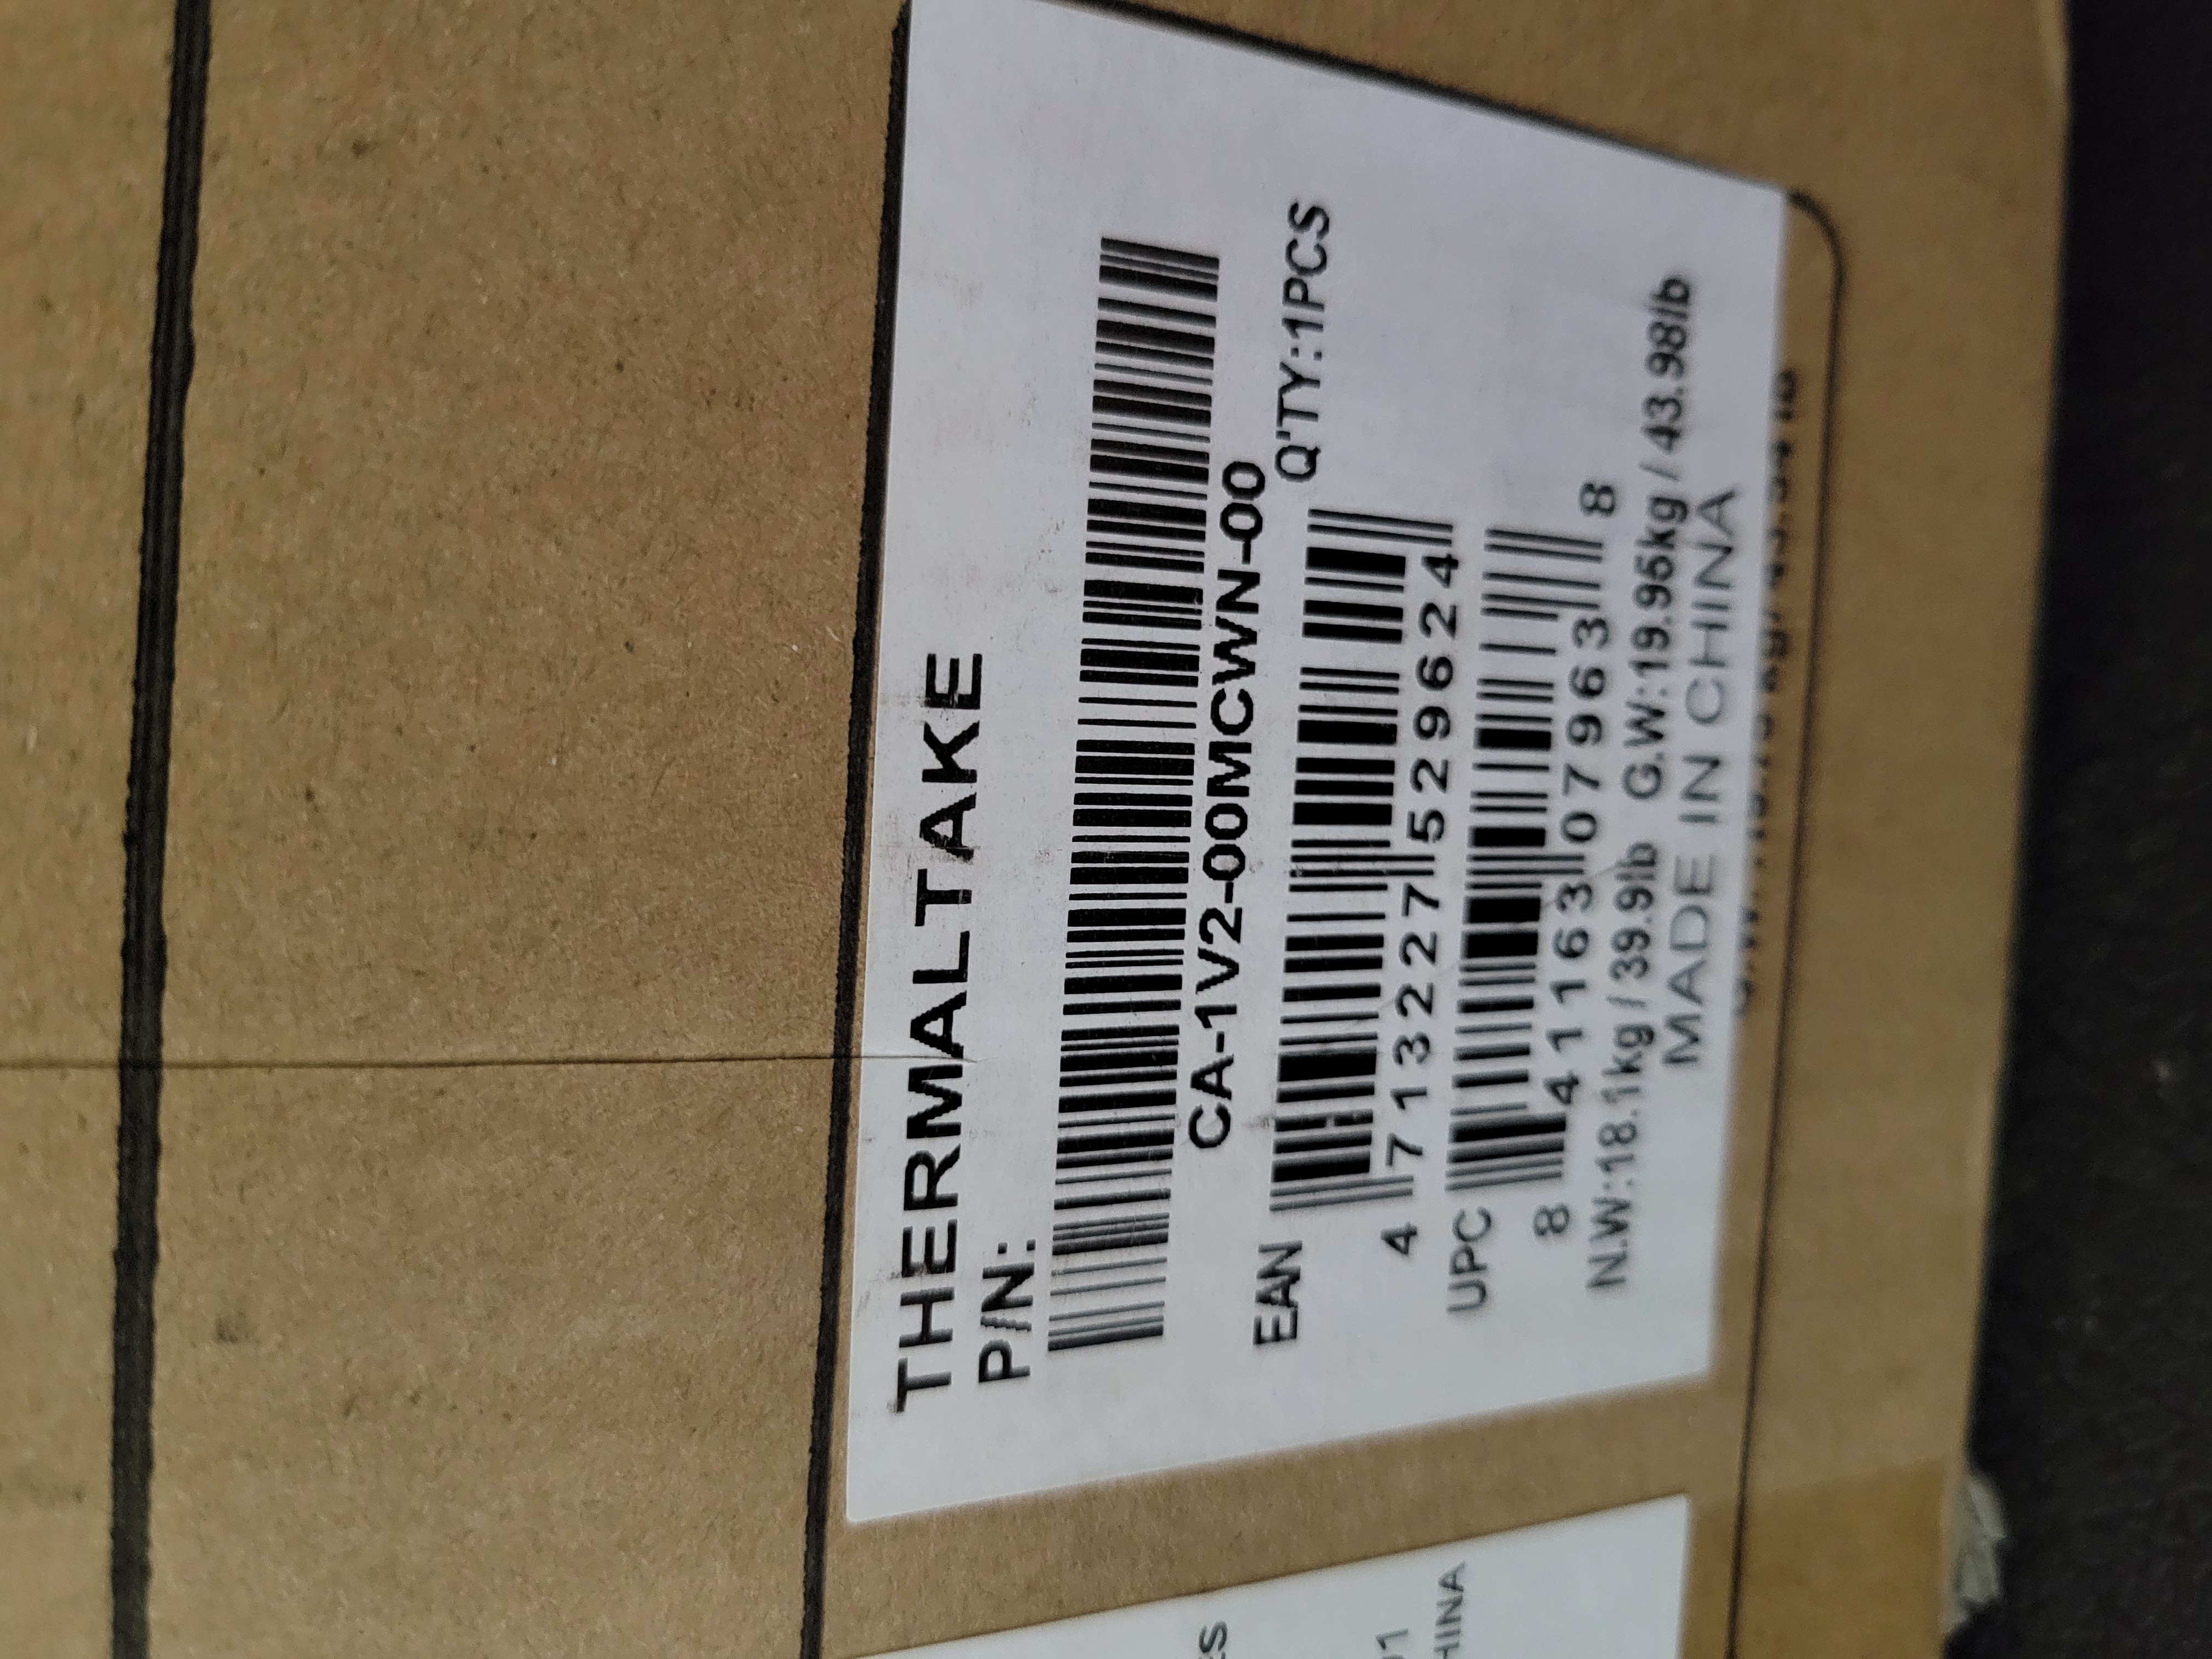 THERMALTAKE
P/N:
CA-1V2-00MCWN-00
EAN
Q'TY:1PCS
4 713227 529624
UPC
8 41163 07963 8
N.W:18.1kg / 39.9lb G.W:19.95kg / 43.98lb
MADE IN CHINA